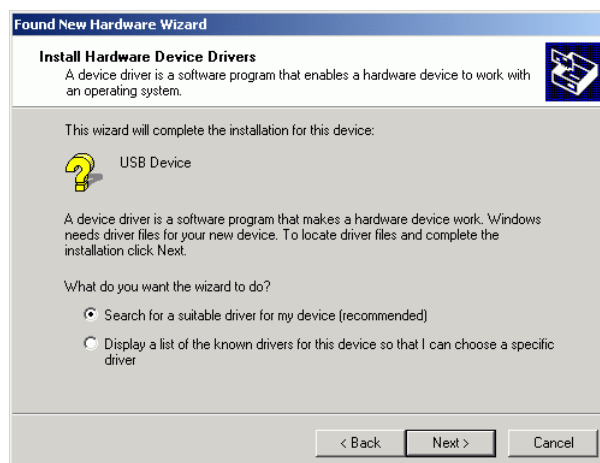 Found New Hardware Wizard
Install Hardware Device Drivers
A device driver is a software program that enables a hardware device to work with
an operating system.
This wizard will complete the installation for this device:
USB Device
A device driver is a software program that makes a hardware device work. Windows
needs driver files for your new device. To locate driver files and complete the
installation click Next.
What do you want the wizard to do?
Search for a suitable driver for my device (recommended)
Display a list of the known drivers for this device so that I can choose a specific
driver
< Back Next > Cancel